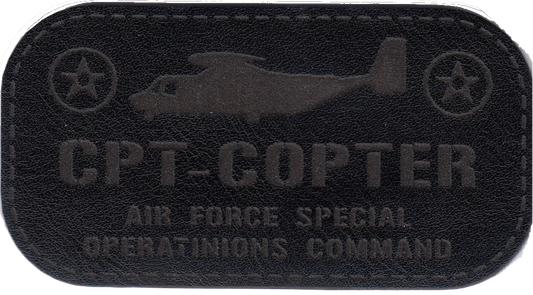 CPT-COPTER
AIR FORCE SPECIAL
OPERATINIONS COMMAND